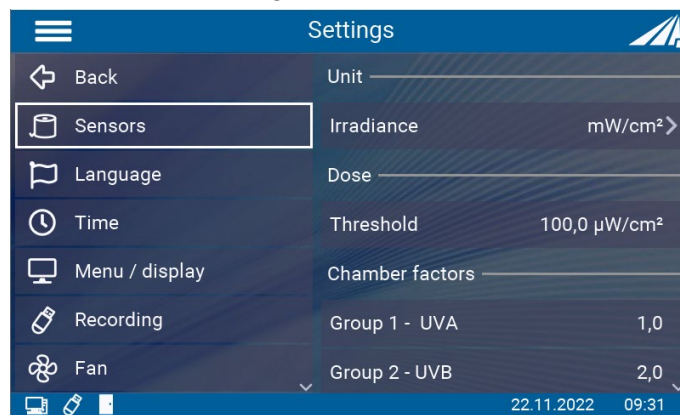 Settings
Back
Sensors
Language
Time
Menu / display
Recording
Fan
Unit
Irradiance mW/cm²
Dose
Threshold 100,0 µW/cm²
Chamber factors
Group 1 - UVA 1,0
Group 2 - UVB 2,0
22.11.2022 09:31